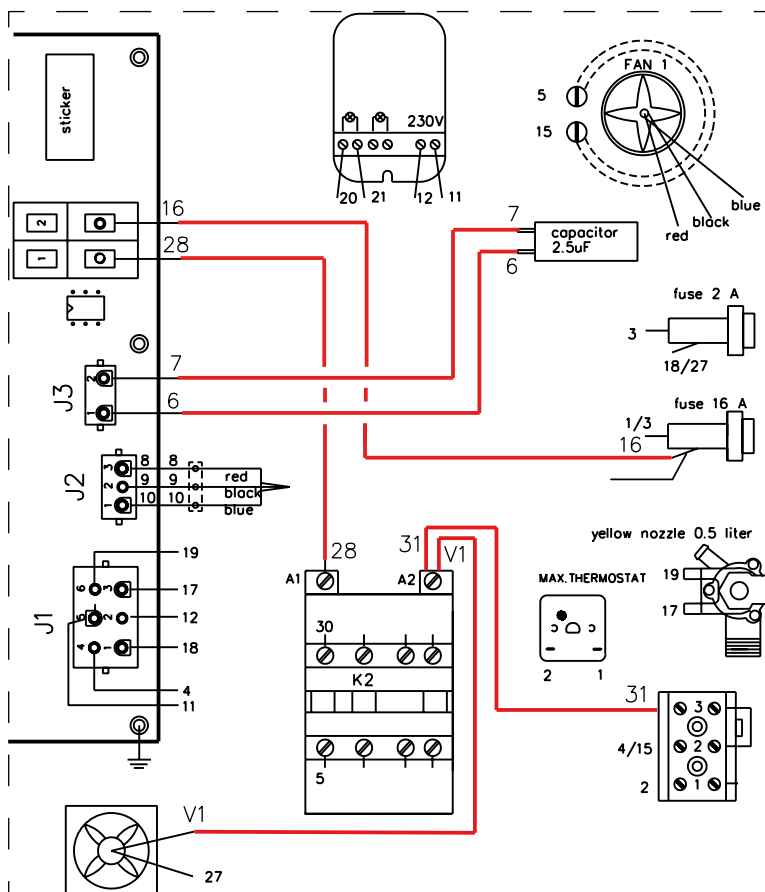 sticker
230V
20 21 12 11
FAN 1
5
15
blue
black
red
2
16
1
28
7
capacitor
2.5uF
6
fuse 2 A
3
18/27
J3
2
7
1
6
fuse 16 A
1/3
16
J2
3
8 8
red
2
9 9
black
1
10 10
blue
19
J1
6 3
17
5 2
12
4 1
18
4
11
28
31
V1
A1
A2
30
K2
5
yellow nozzle 0.5 liter
19
17
MAX.THERMOSTAT
2 1
31
3
4/15
2
2
1
V1
27